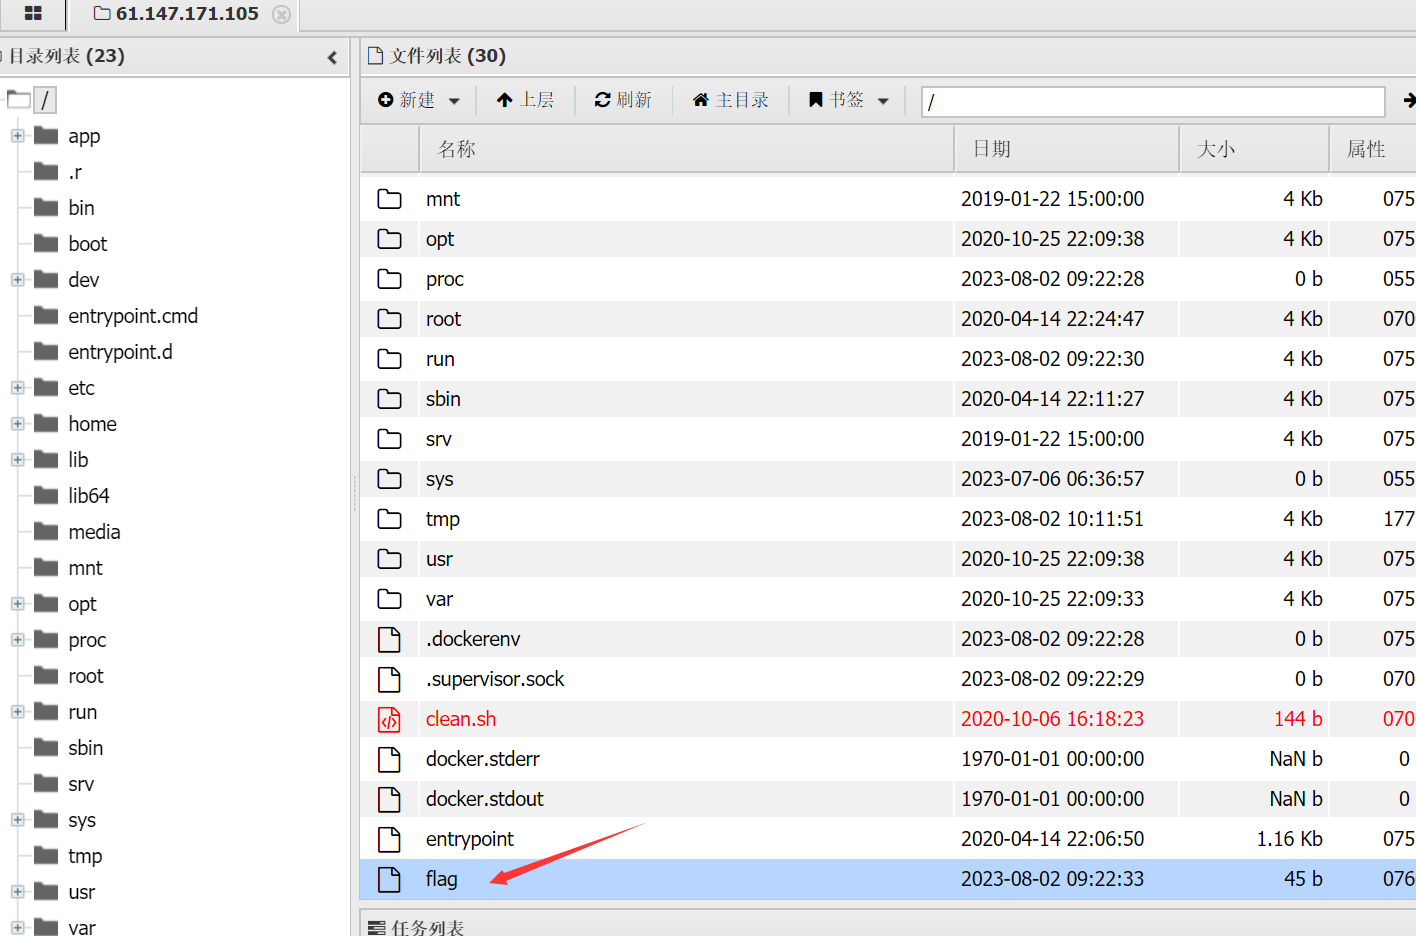 61.147.171.105
目录列表 (23)
/
app
.r
bin
boot
dev
entrypoint.cmd
entrypoint.d
etc
home
lib
lib64
media
mnt
opt
proc
root
run
sbin
srv
sys
tmp
usr
var
文件列表 (30)
新建 上层 刷新 主目录 书签 /
名称 日期 大小 属性
mnt 2019-01-22 15:00:00 4 Kb 075
opt 2020-10-25 22:09:38 4 Kb 075
proc 2023-08-02 09:22:28 0 b 055
root 2020-04-14 22:24:47 4 Kb 070
run 2023-08-02 09:22:30 4 Kb 075
sbin 2020-04-14 22:11:27 4 Kb 075
srv 2019-01-22 15:00:00 4 Kb 075
sys 2023-07-06 06:36:57 0 b 055
tmp 2023-08-02 10:11:51 4 Kb 177
usr 2020-10-25 22:09:38 4 Kb 075
var 2020-10-25 22:09:33 4 Kb 075
.dockerenv 2023-08-02 09:22:28 0 b 075
.supervisor.sock 2023-08-02 09:22:29 0 b 070
clean.sh 2020-10-06 16:18:23 144 b 070
docker.stderr 1970-01-01 00:00:00 NaN b 0
docker.stdout 1970-01-01 00:00:00 NaN b 0
entrypoint 2020-04-14 22:06:50 1.16 Kb 075
flag 2023-08-02 09:22:33 45 b 076
任务列表